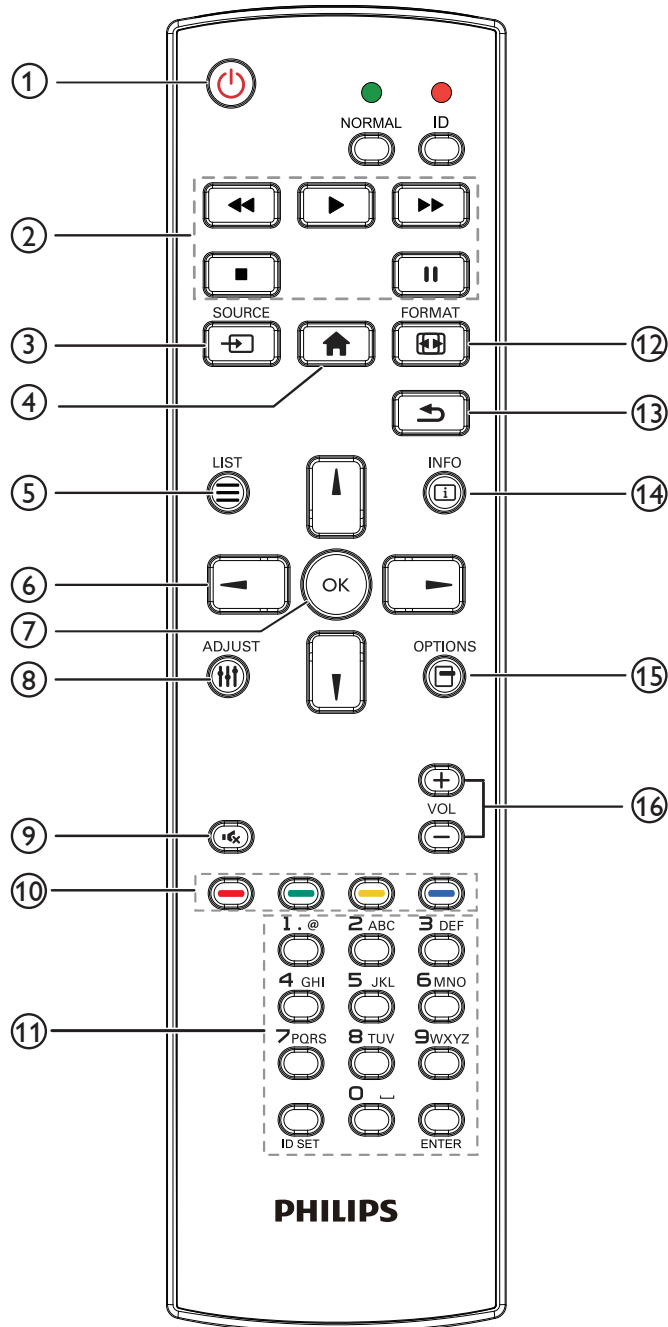 1
NORMAL ID
2
SOURCE FORMAT
3 12
4
13
LIST INFO
5 i 14
6 OK
7
ADJUST OPTIONS
8 15
+
VOL 16
9 −
10
1 . @ 2 ABC 3 DEF
4 GHI 5 JKL 6 MNO
11
7 PQRS 8 TUV 9 WXYZ
0 ⎵
ID SET ENTER
PHILIPS